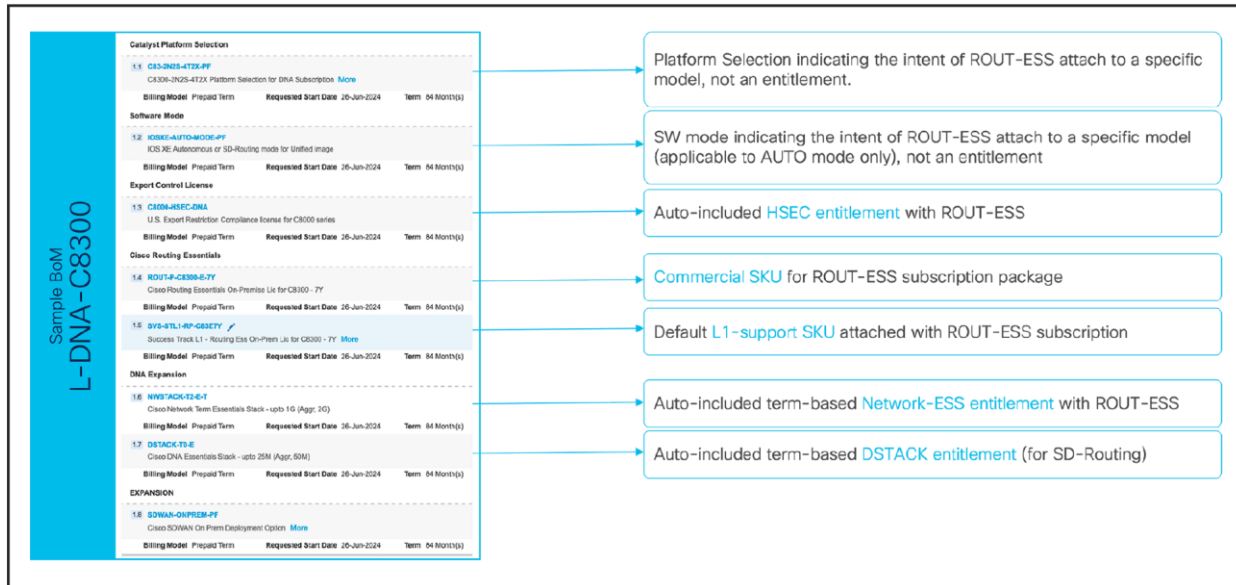 Sample BoM
L-DNA-C8300
Catalyst Platform Selection
1.1 C83-2N2S-4T2X-PF
C8300-2N2S-4T2X Platform Selection for DNA Subscription More
Billing Model Prepaid Term Requested Start Date 26-Jun-2024 Term 84 Month(s)
Software Mode
1.2 IOSXE-AUTO-MODE-PF
IOS XE Autonomous or SD-Routing mode for Unified image
Billing Model Prepaid Term Requested Start Date 26-Jun-2024 Term 84 Month(s)
Export Control License
1.3 C8000-HSEC-DNA
U.S. Export Restriction Compliance license for C8000 series
Billing Model Prepaid Term Requested Start Date 26-Jun-2024 Term 84 Month(s)
Cisco Routing Essentials
1.4 ROUT-P-C8300-E-7Y
Cisco Routing Essentials On-Premise Lic for C8300 - 7Y
Billing Model Prepaid Term Requested Start Date 26-Jun-2024 Term 84 Month(s)
1.5 SVS-STL1-RP-C83E7Y
Success Track L1 - Routing Ess On-Prem Lic for C8300 - 7Y More
Billing Model Prepaid Term Requested Start Date 26-Jun-2024 Term 84 Month(s)
DNA Expansion
1.6 NWSTACK-T2-E-T
Cisco Network Term Essentials Stack - upto 1G (Aggr, 2G)
Billing Model Prepaid Term Requested Start Date 26-Jun-2024 Term 84 Month(s)
1.7 DSTACK-T0-E
Cisco DNA Essentials Stack - upto 25M (Aggr, 50M)
Billing Model Prepaid Term Requested Start Date 26-Jun-2024 Term 84 Month(s)
EXPANSION
1.8 SDWAN-ONPREM-PF
Cisco SDWAN On Prem Deployment Option More
Billing Model Prepaid Term Requested Start Date 26-Jun-2024 Term 84 Month(s)
Platform Selection indicating the intent of ROUT-ESS attach to a specific
model, not an entitlement.
SW mode indicating the intent of ROUT-ESS attach to a specific model
(applicable to AUTO mode only), not an entitlement
Auto-included HSEC entitlement with ROUT-ESS
Commercial SKU for ROUT-ESS subscription package
Default L1-support SKU attached with ROUT-ESS subscription
Auto-included term-based Network-ESS entitlement with ROUT-ESS
Auto-included term-based DSTACK entitlement (for SD-Routing)